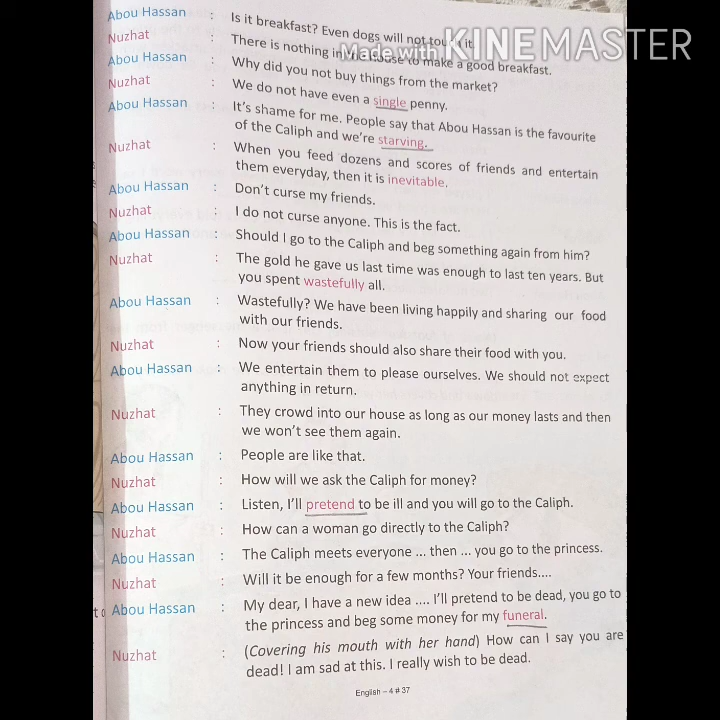 Abou Hassan : Is it breakfast? Even dogs will not touch it.
Made with KINEMASTER
Nuzhat : There is nothing in the house to make a good breakfast.
Abou Hassan : Why did you not buy things from the market?
Nuzhat : We do not have even a single penny.
Abou Hassan : It's shame for me. People say that Abou Hassan is the favourite
of the Caliph and we're starving.
Nuzhat : When you feed dozens and scores of friends and entertain
them everyday, then it is inevitable.
Abou Hassan : Don't curse my friends.
Nuzhat : I do not curse anyone. This is the fact.
Abou Hassan : Should I go to the Caliph and beg something again from him?
Nuzhat : The gold he gave us last time was enough to last ten years. But
you spent wastefully all.
Abou Hassan : Wastefully? We have been living happily and sharing our food
with our friends.
Nuzhat : Now your friends should also share their food with you.
Abou Hassan : We entertain them to please ourselves. We should not expect
anything in return.
Nuzhat : They crowd into our house as long as our money lasts and then
we won't see them again.
Abou Hassan : People are like that.
Nuzhat : How will we ask the Caliph for money?
Abou Hassan : Listen, I'll pretend to be ill and you will go to the Caliph.
Nuzhat : How can a woman go directly to the Caliph?
Abou Hassan : The Caliph meets everyone ... then ... you go to the princess.
Nuzhat : Will it be enough for a few months? Your friends....
Abou Hassan : My dear, I have a new idea .... I'll pretend to be dead, you go to
the princess and beg some money for my funeral.
Nuzhat : (Covering his mouth with her hand) How can I say you are
dead! I am sad at this. I really wish to be dead.
English – 4 # 37